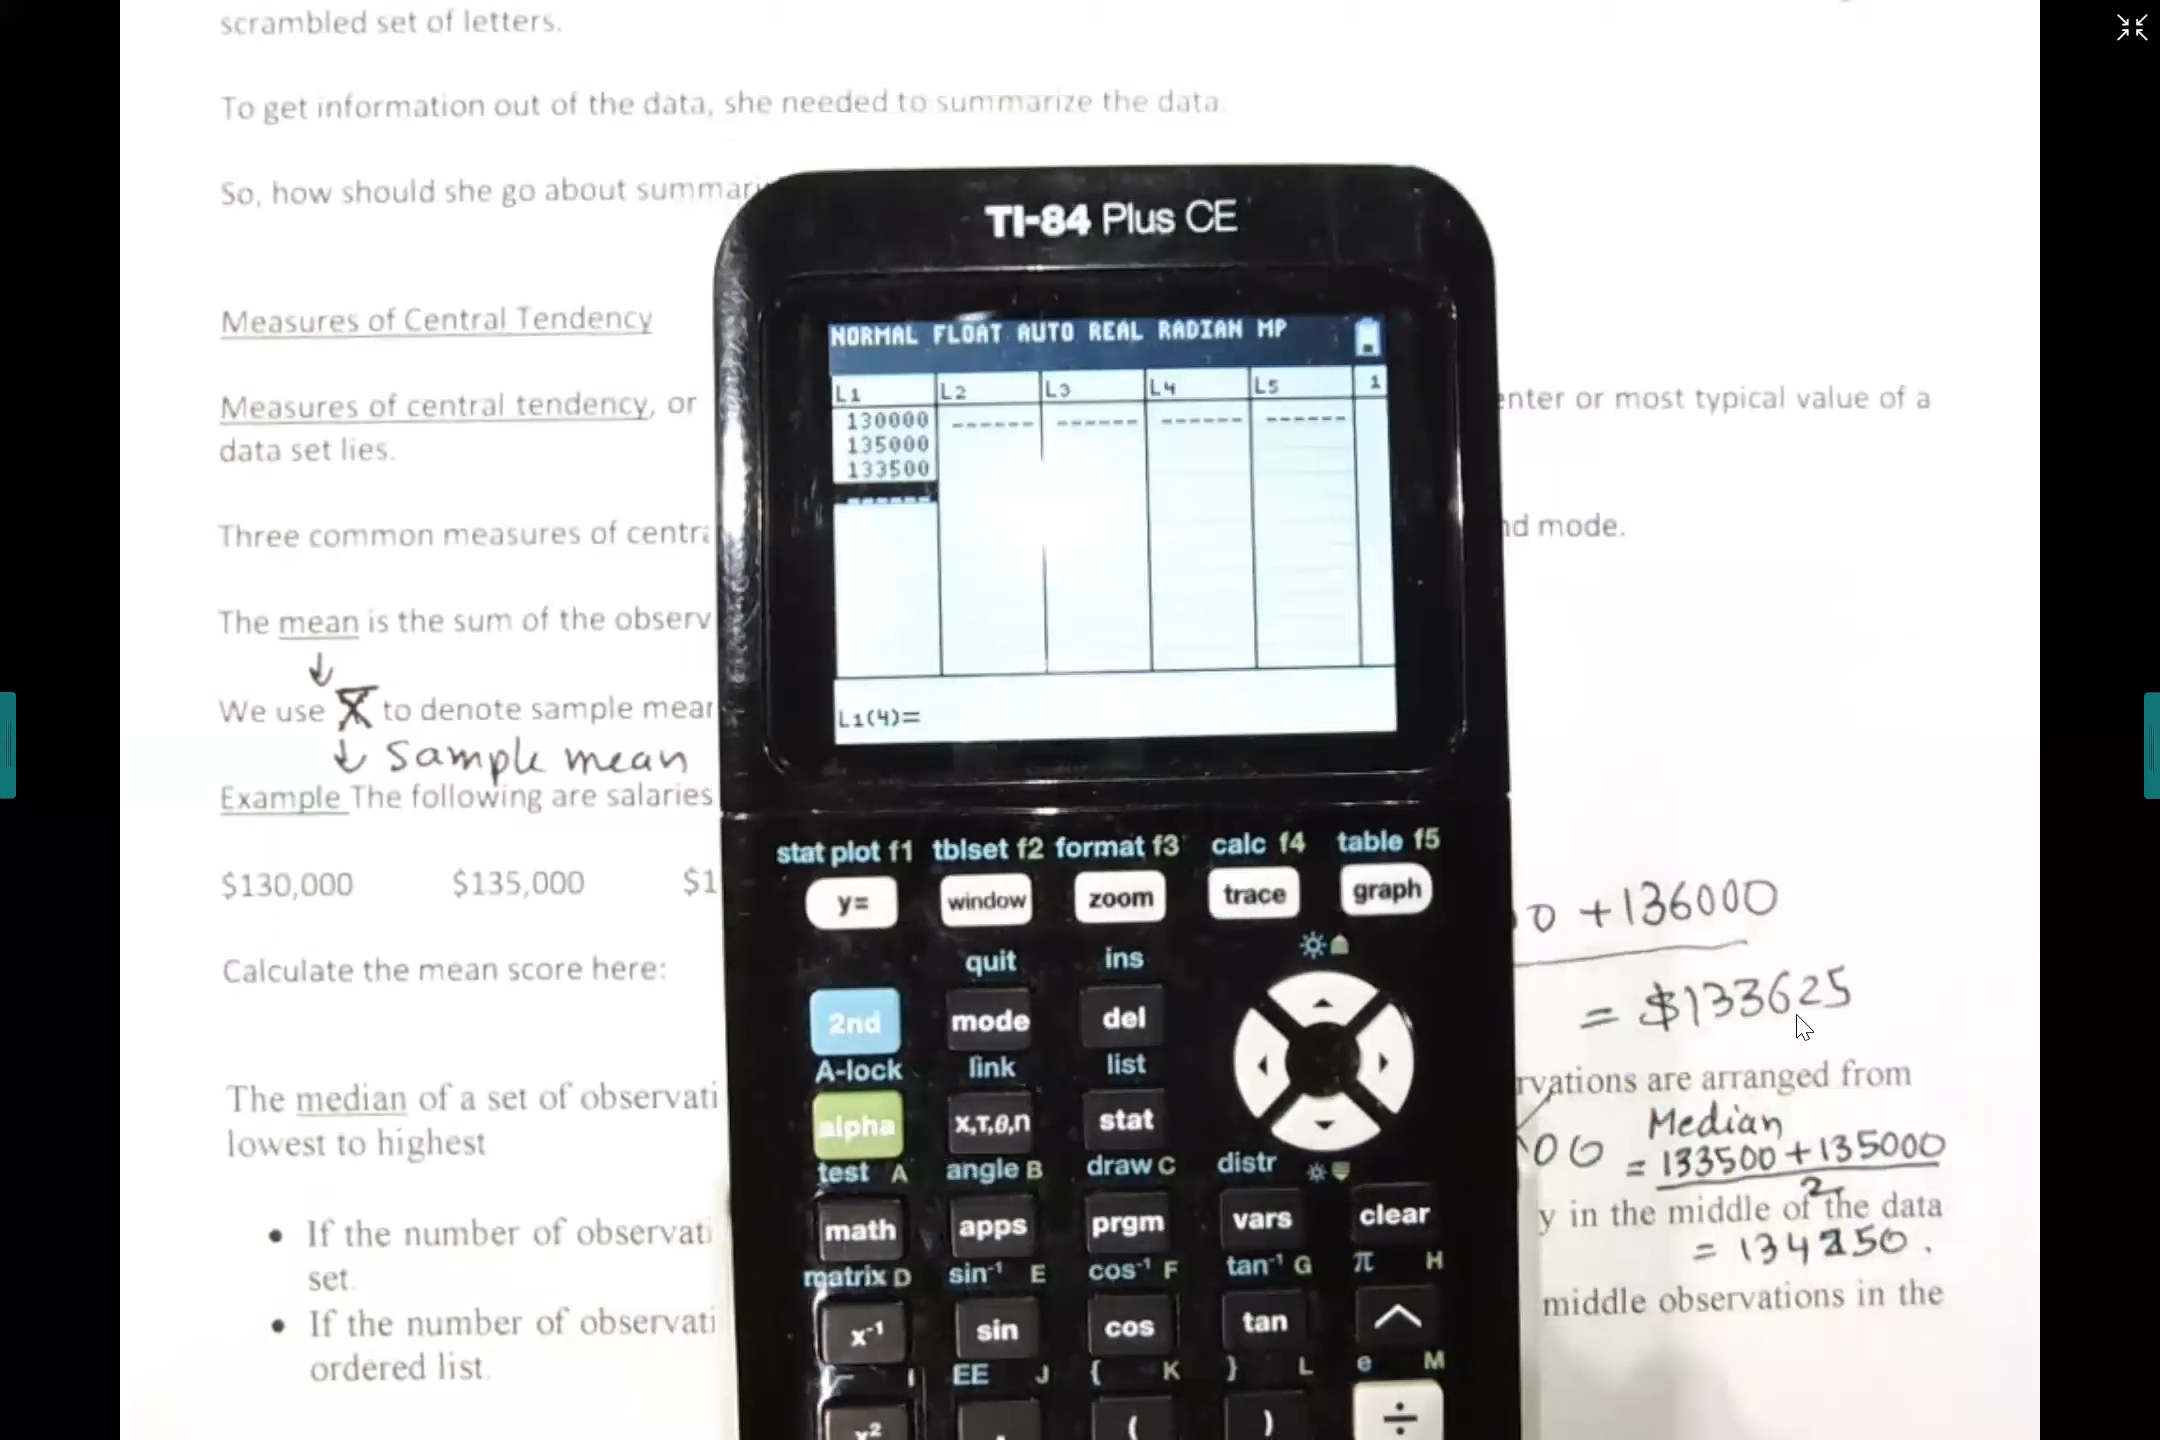 scrambled set of letters.
To get information out of the data, she needed to summarize the data.
So, how should she go about summari
TI-84 Plus CE
NORMAL FLOAT AUTO REAL RADIAN MP
L1 L2 L3 L4 L5 1
130000 ------ ------ ------ ------
135000
133500
------
L1(4)=
Measures of Central Tendency
Measures of central tendency, or enter or most typical value of a
data set lies.
Three common measures of centra nd mode.
The mean is the sum of the observ
We use x̄ to denote sample mean
↓ sample mean
Example The following are salaries
$130,000 $135,000 $1
0 +136000
= $133625
Calculate the mean score here:
The median of a set of observati rvations are arranged from
lowest to highest
Median
= 133500+135000
2
= 134250.
• If the number of observati y in the middle of the data
set.
• If the number of observati middle observations in the
ordered list.
stat plot f1 tblset f2 format f3 calc f4 table f5
y= window zoom trace graph
quit ins
2nd mode del
A-lock link list
alpha X,T,θ,n stat
test A angle B draw C distr
math apps prgm vars clear
matrix D sin⁻¹ E cos⁻¹ F tan⁻¹ G π H
x⁻¹ sin cos tan ^
EE J { K } L e M
x² , ( ) ÷